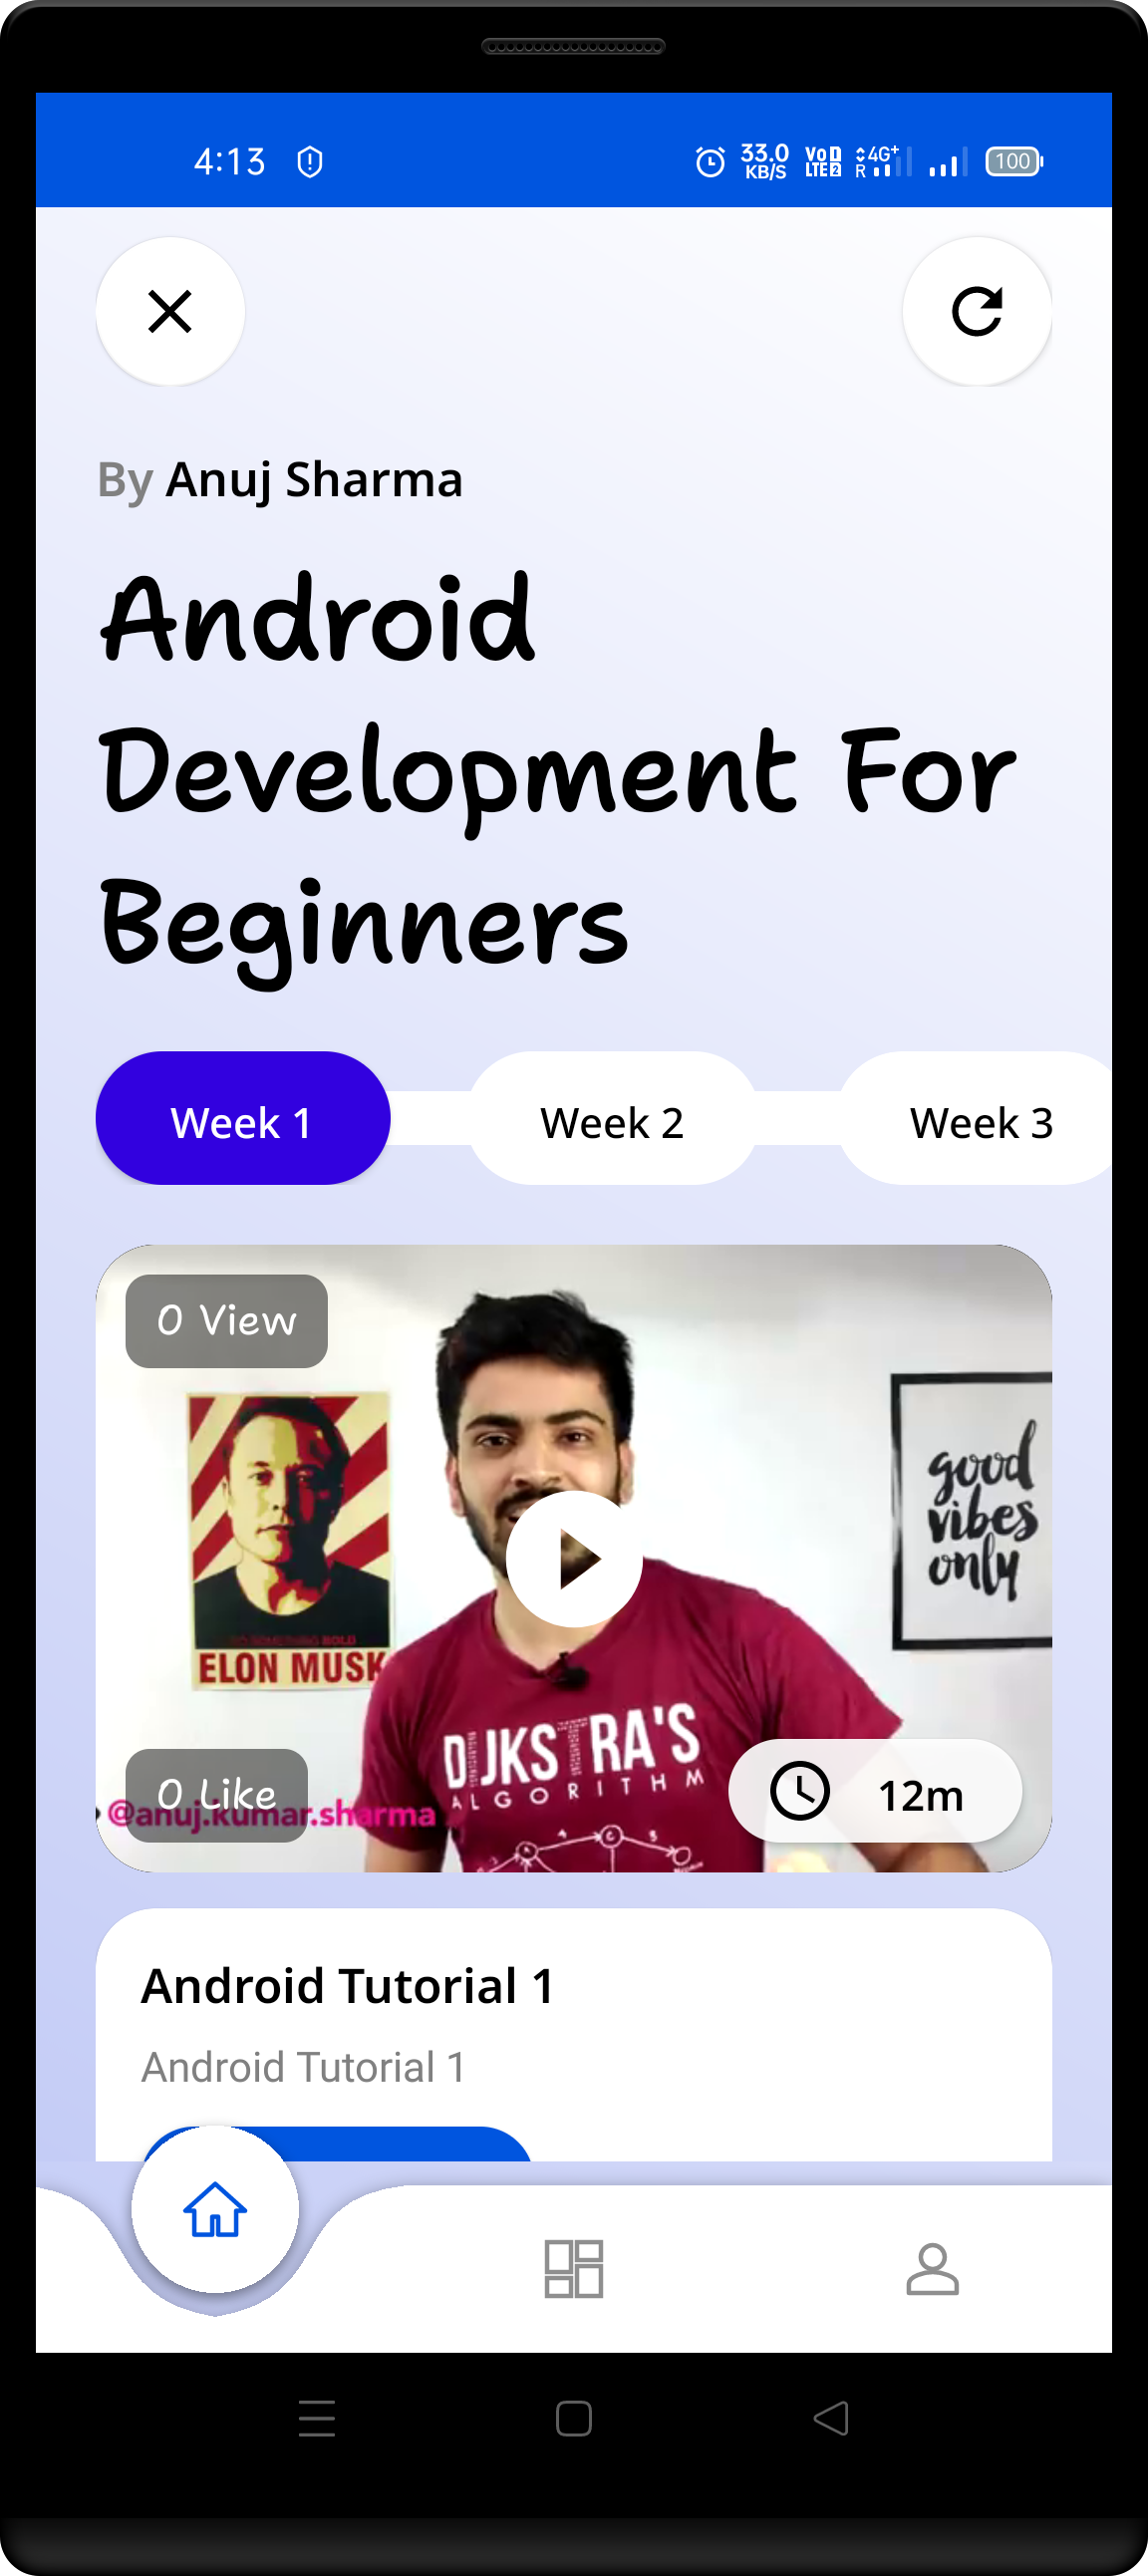 4:13
33.0 KB/S
Vo 1 LTE 2
4G+ R
100
By Anuj Sharma
Android
Development For
Beginners
Week 1
Week 2
Week 3
0 View
good
vibes
only
ELON MUSK
DIJKSTRA'S
ALGORITHM
0 Like
@anuj.kumar.sharma
12m
Android Tutorial 1
Android Tutorial 1